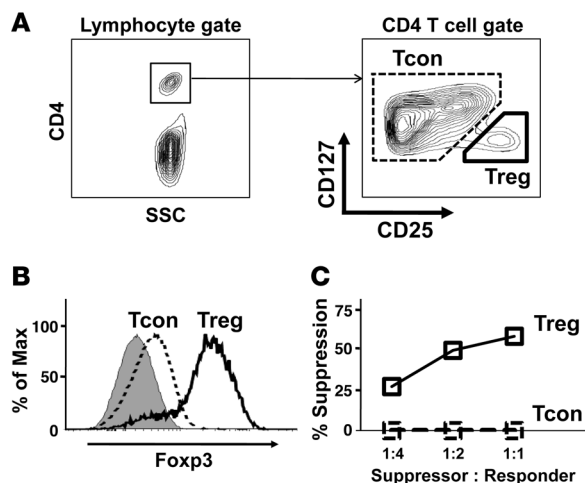 A
Lymphocyte gate
CD4 T cell gate
CD4
SSC
Tcon
Treg
CD127
CD25
B
% of Max
100
50
0
Tcon
Treg
Foxp3
C
% Suppression
75
50
25
0
Treg
Tcon
1:4 1:2 1:1
Suppressor : Responder